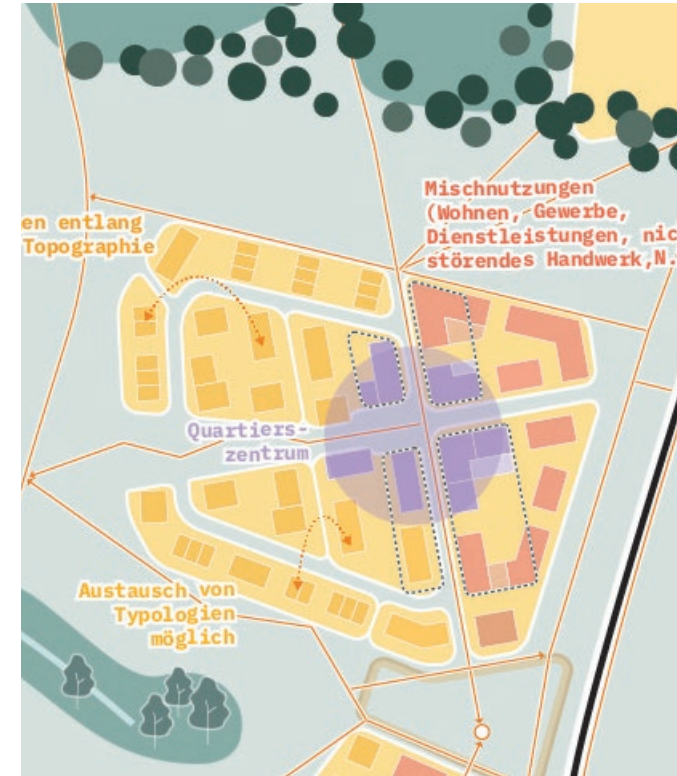 Mischnutzungen
(Wohnen, Gewerbe,
Dienstleistungen, nic
störendes Handwerk,N.
en entlang
Topographie
Quartiers-
zentrum
Austausch von
Typologien
möglich